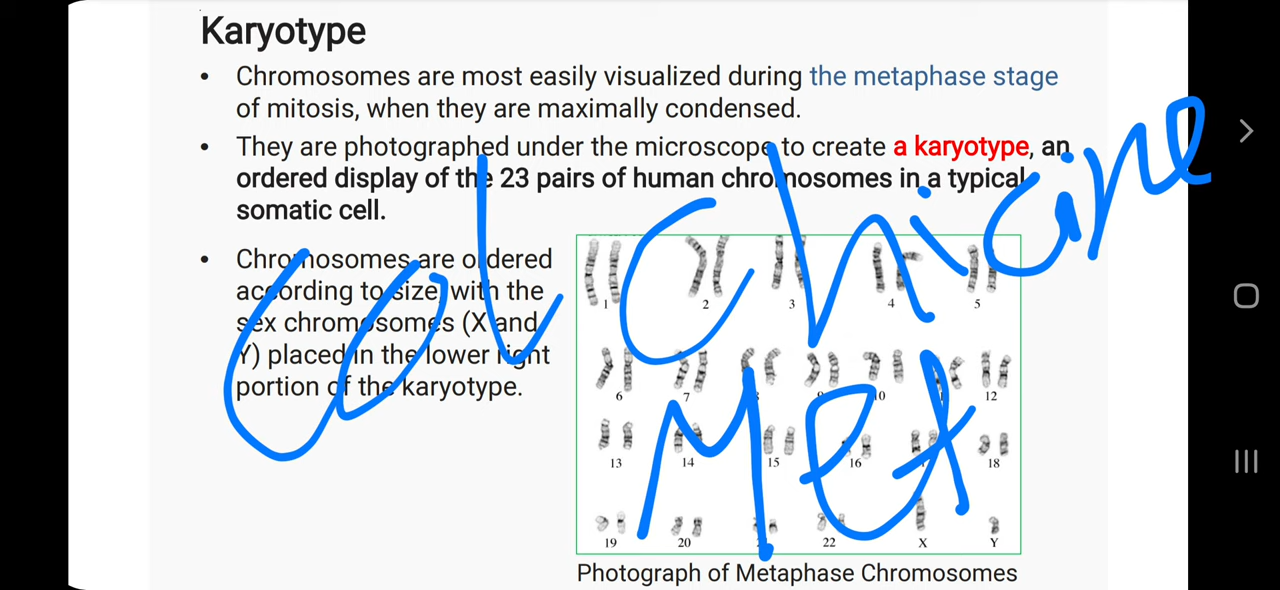 Karyotype
• Chromosomes are most easily visualized during the metaphase stage
of mitosis, when they are maximally condensed.
• They are photographed under the microscope to create a karyotype, an
ordered display of the 23 pairs of human chromosomes in a typical
somatic cell.
• Chromosomes are ordered
according to size, with the
sex chromosomes (X and
Y) placed in the lower right
portion of the karyotype.
Colchicine
Met
1 2 3 4 5
6 7 8 9 10 12
13 14 15 16 18
19 20 22 X Y
Photograph of Metaphase Chromosomes